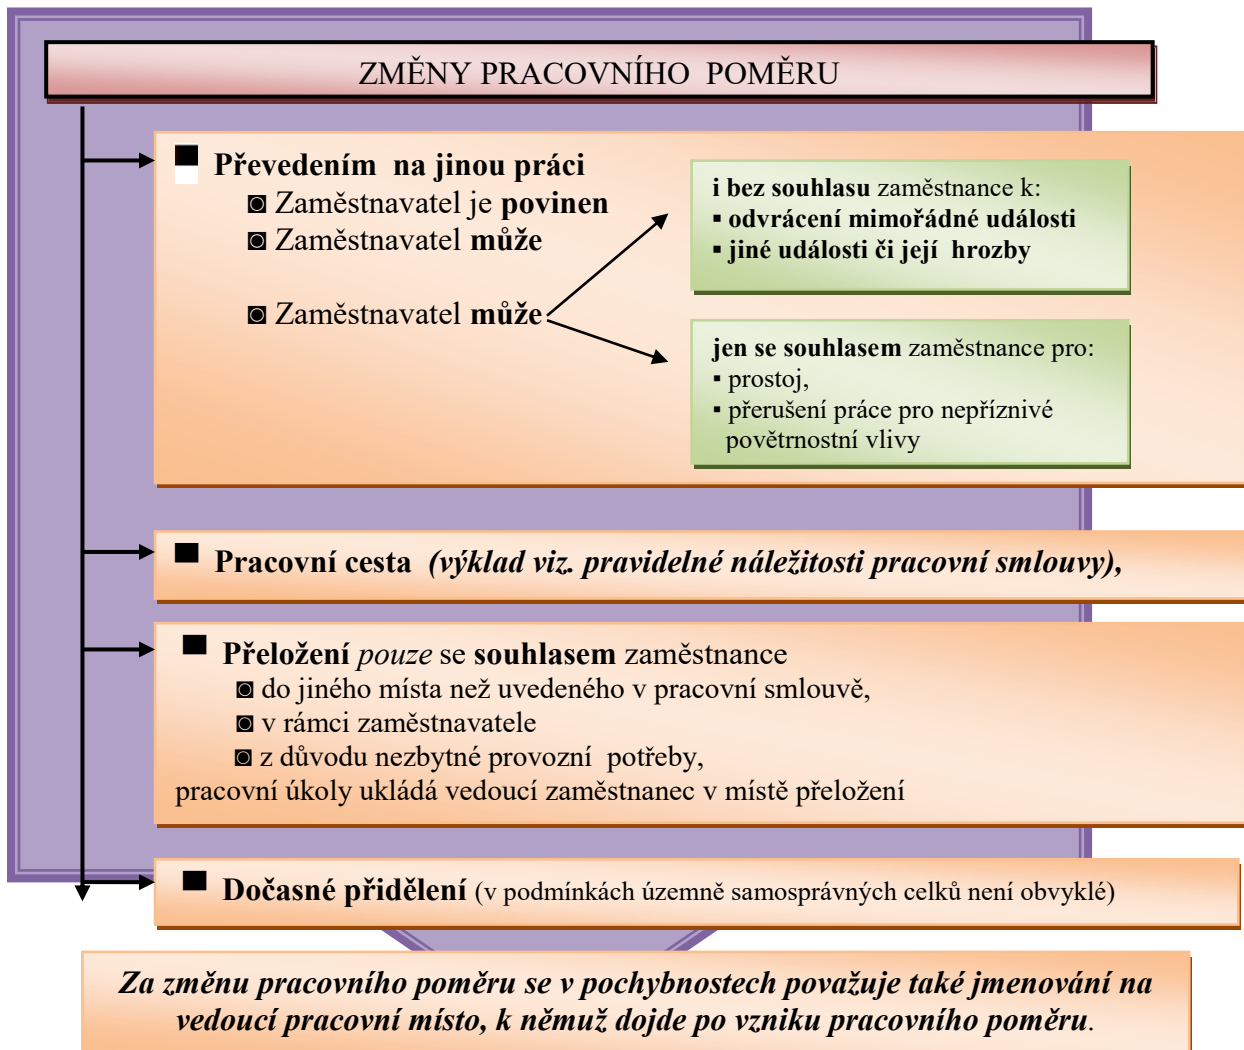 ZMĚNY PRACOVNÍHO POMĚRU
■ Převedením na jinou práci
◙ Zaměstnavatel je povinen
◙ Zaměstnavatel může
◙ Zaměstnavatel může
i bez souhlasu zaměstnance k:
▪ odvrácení mimořádné události
▪ jiné události či její hrozby
jen se souhlasem zaměstnance pro:
▪ prostoj,
▪ přerušení práce pro nepříznivé
povětrnostní vlivy
■ Pracovní cesta (výklad viz. pravidelné náležitosti pracovní smlouvy),
■ Přeložení pouze se souhlasem zaměstnance
◙ do jiného místa než uvedeného v pracovní smlouvě,
◙ v rámci zaměstnavatele
◙ z důvodu nezbytné provozní potřeby,
pracovní úkoly ukládá vedoucí zaměstnanec v místě přeložení
■ Dočasné přidělení (v podmínkách územně samosprávných celků není obvyklé)
Za změnu pracovního poměru se v pochybnostech považuje také jmenování na
vedoucí pracovní místo, k němuž dojde po vzniku pracovního poměru.